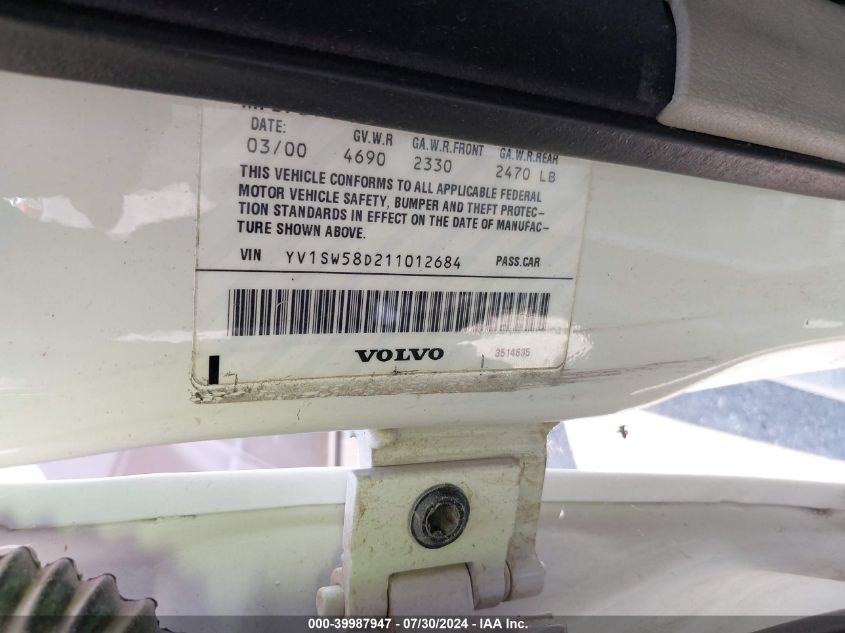 DATE: GV.W.R GA.W.R.FRONT GA.W.R.REAR
03/00 4690 2330 2470 LB
THIS VEHICLE CONFORMS TO ALL APPLICABLE FEDERAL
MOTOR VEHICLE SAFETY, BUMPER AND THEFT PROTEC-
TION STANDARDS IN EFFECT ON THE DATE OF MANUFAC-
TURE SHOWN ABOVE.
VIN YV1SW58D211012684 PASS.CAR
VOLVO 3514635
000-39987947 - 07/30/2024 - IAA Inc.